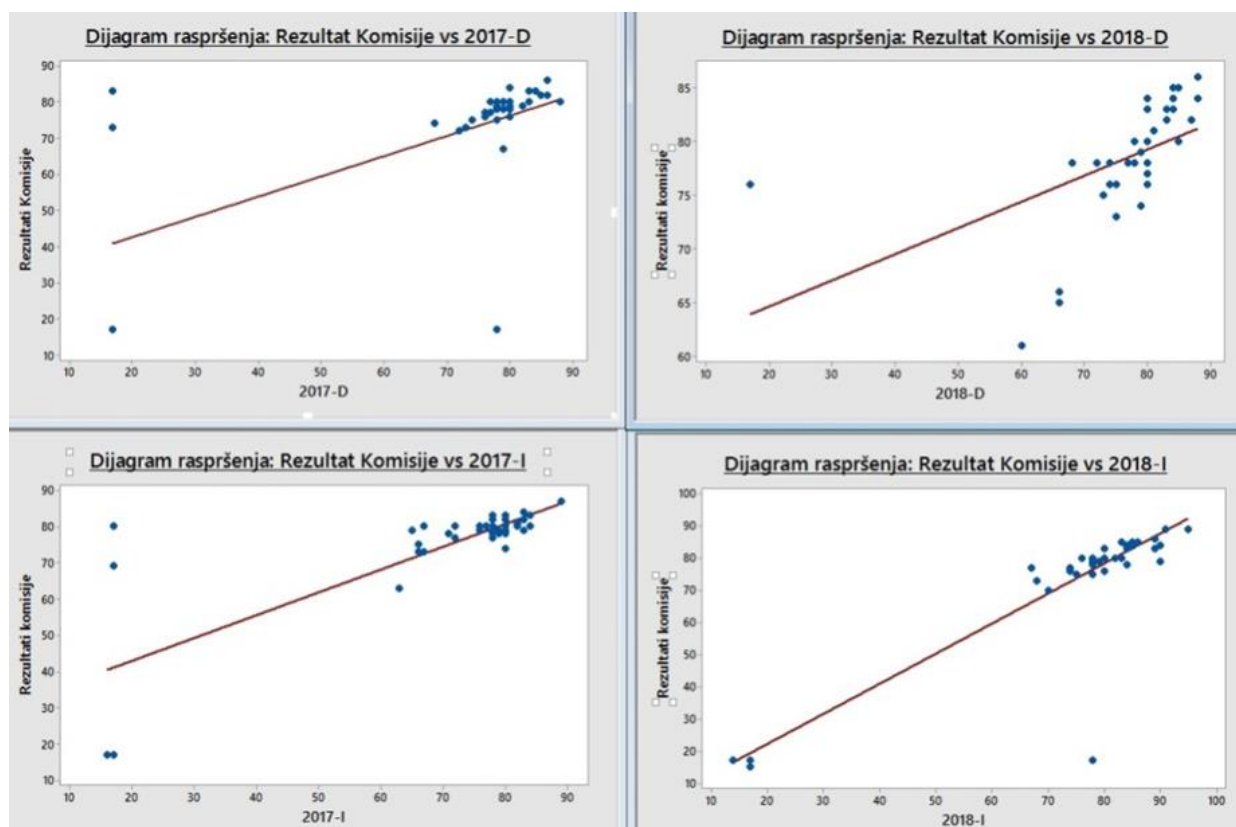 Dijagram raspršenja: Rezultat Komisije vs 2017-D
90
80
70
60
50
40
30
20
10
Rezultati Komisije
10 20 30 40 50 60 70 80 90
2017-D
Dijagram raspršenja: Rezultat Komisije vs 2018-D
85
80
75
70
65
60
Rezultati komisije
10 20 30 40 50 60 70 80 90
2018-D
Dijagram raspršenja: Rezultat Komisije vs 2017-I
90
80
70
60
50
40
30
20
10
Rezultati Komisije
10 20 30 40 50 60 70 80 90
2017-I
Dijagram raspršenja: Rezultat Komisije vs 2018-I
100
90
80
70
60
50
40
30
20
10
Rezultati komisije
10 20 30 40 50 60 70 80 90 100
2018-I